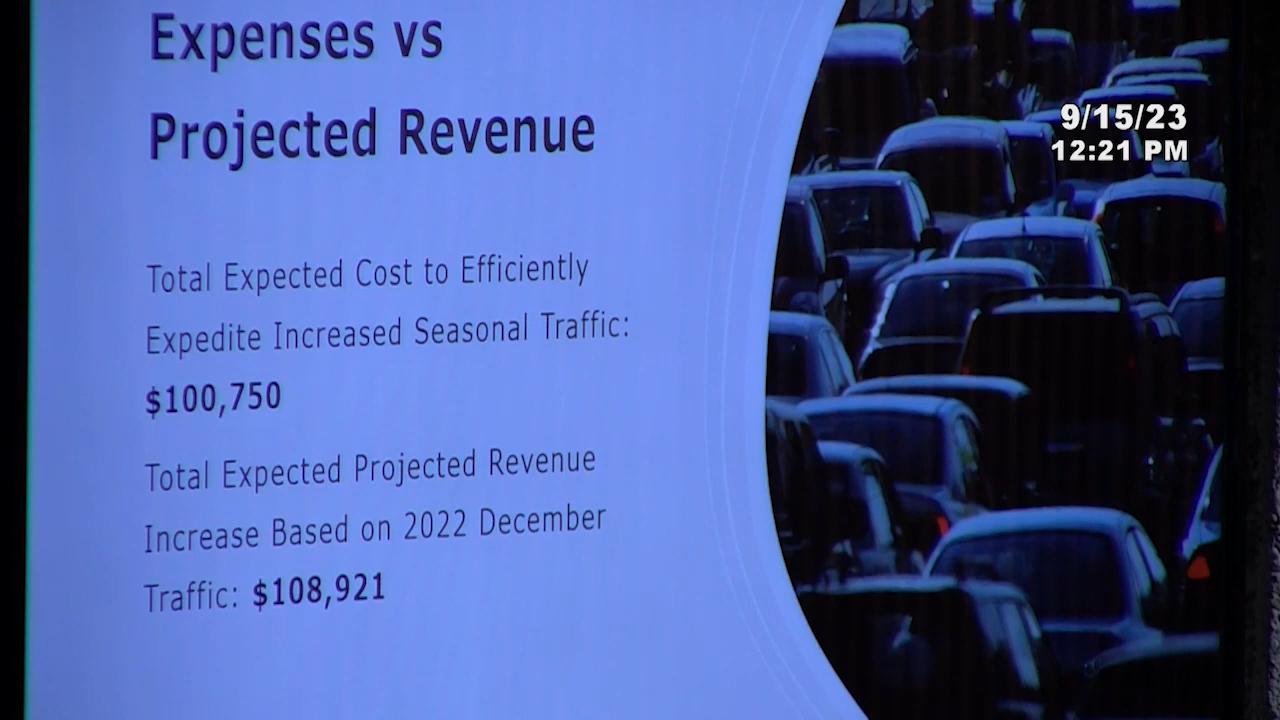 Expenses vs
Projected Revenue
Total Expected Cost to Efficiently
Expedite Increased Seasonal Traffic:
$100,750
Total Expected Projected Revenue
Increase Based on 2022 December
Traffic: $108,921
9/15/23
12:21 PM